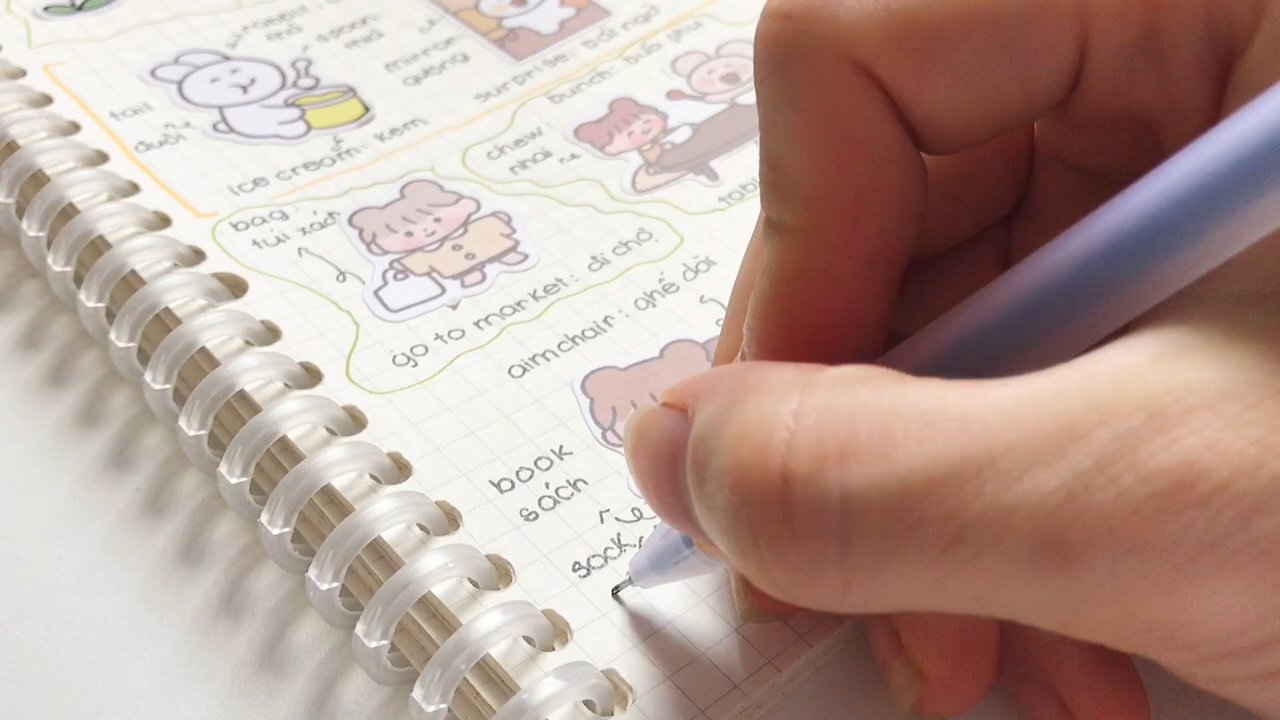 mirror
gương
tail
đuôi
ice cream: kem
surprise: bất ngờ
bunch: bó
chew:
nhai
bag:
túi xách
go to market: đi chợ
aimchair: ghế dài
book
sách
sock